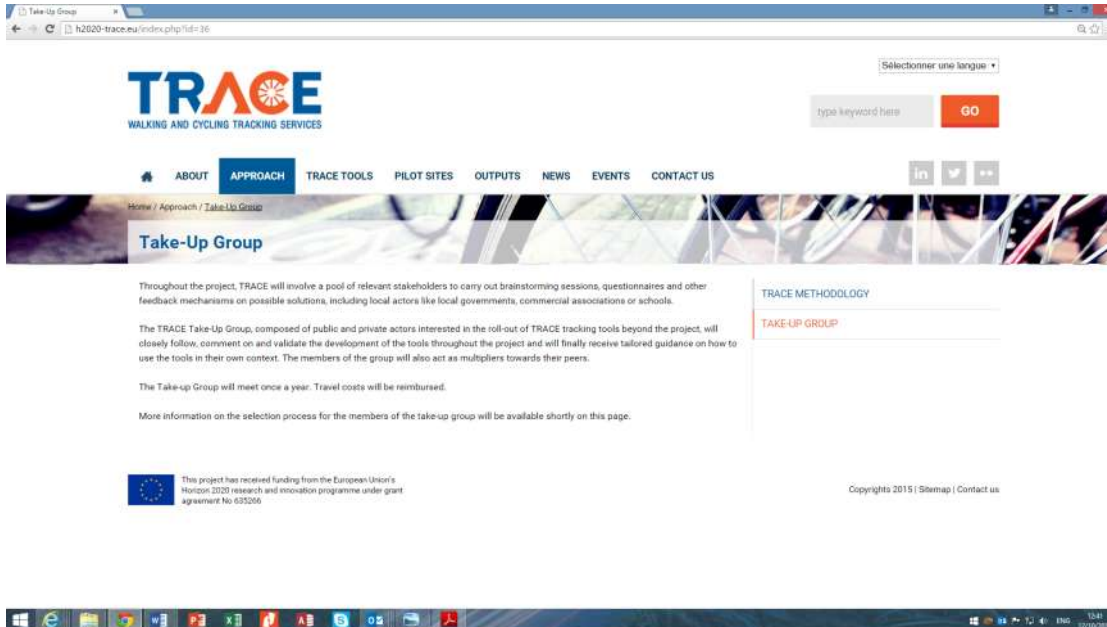 Take-Up Group
h2020-trace.eu/index.php?id=36
Sélectionner une langue
TRACE
WALKING AND CYCLING TRACKING SERVICES
type keyword here
GO
ABOUT APPROACH TRACE TOOLS PILOT SITES OUTPUTS NEWS EVENTS CONTACT US
in
Home / Approach / Take-Up Group
Take-Up Group
Throughout the project, TRACE will involve a pool of relevant stakeholders to carry out brainstorming sessions, questionnaires and other
feedback mechanisms on possible solutions, including local actors like local governments, commercial associations or schools.
The TRACE Take-Up Group, composed of public and private actors interested in the roll-out of TRACE tracking tools beyond the project, will
closely follow, comment on and validate the development of the tools throughout the project and will finally receive tailored guidance on how to
use the tools in their own context. The members of the group will also act as multipliers towards their peers.
The Take-up Group will meet once a year. Travel costs will be reimbursed.
More information on the selection process for the members of the take-up group will be available shortly on this page.
TRACE METHODOLOGY
TAKE-UP GROUP
This project has received funding from the European Union's
Horizon 2020 research and innovation programme under grant
agreement No 635266
Copyrights 2015 | Sitemap | Contact us
ENG
12:41